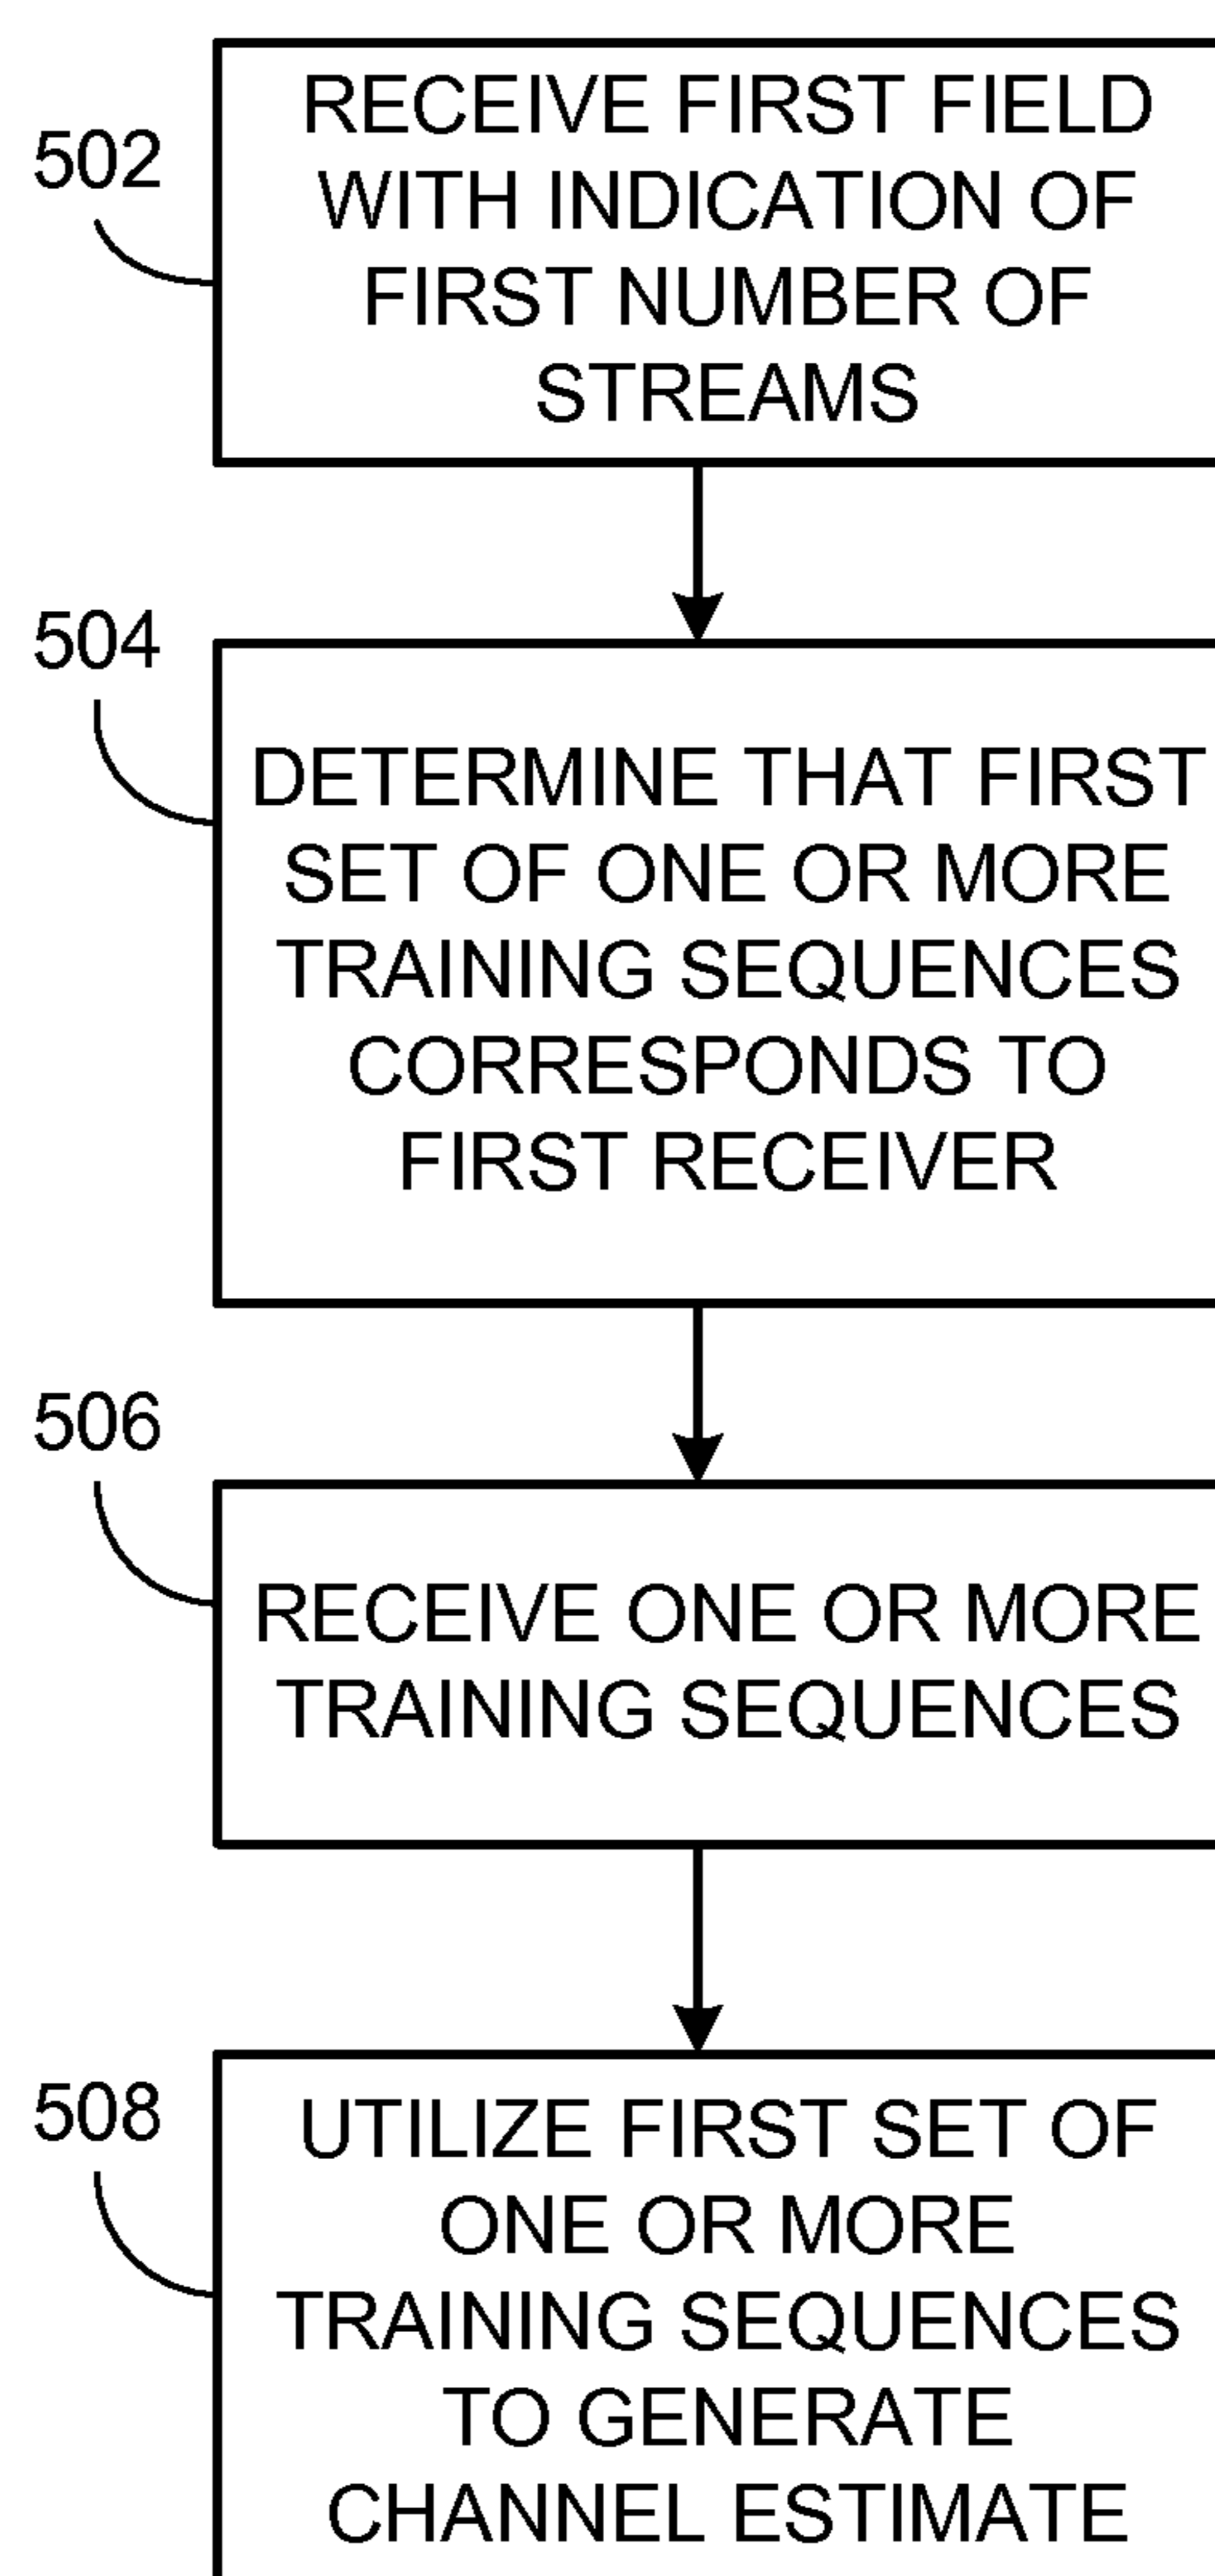 502
RECEIVE FIRST FIELD
WITH INDICATION OF
FIRST NUMBER OF
STREAMS
504
DETERMINE THAT FIRST
SET OF ONE OR MORE
TRAINING SEQUENCES
CORRESPONDS TO
FIRST RECEIVER
506
RECEIVE ONE OR MORE
TRAINING SEQUENCES
508
UTILIZE FIRST SET OF
ONE OR MORE
TRAINING SEQUENCES
TO GENERATE
CHANNEL ESTIMATE